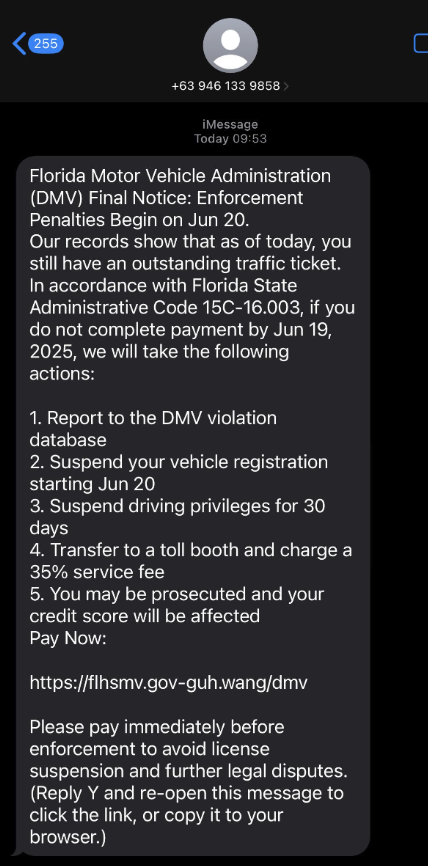 255
+63 946 133 9858
iMessage
Today 09:53
Florida Motor Vehicle Administration
(DMV) Final Notice: Enforcement
Penalties Begin on Jun 20.
Our records show that as of today, you
still have an outstanding traffic ticket.
In accordance with Florida State
Administrative Code 15C-16.003, if you
do not complete payment by Jun 19,
2025, we will take the following
actions:
1. Report to the DMV violation
database
2. Suspend your vehicle registration
starting Jun 20
3. Suspend driving privileges for 30
days
4. Transfer to a toll booth and charge a
35% service fee
5. You may be prosecuted and your
credit score will be affected
Pay Now:
https://flhsmv.gov-guh.wang/dmv
Please pay immediately before
enforcement to avoid license
suspension and further legal disputes.
(Reply Y and re-open this message to
click the link, or copy it to your
browser.)